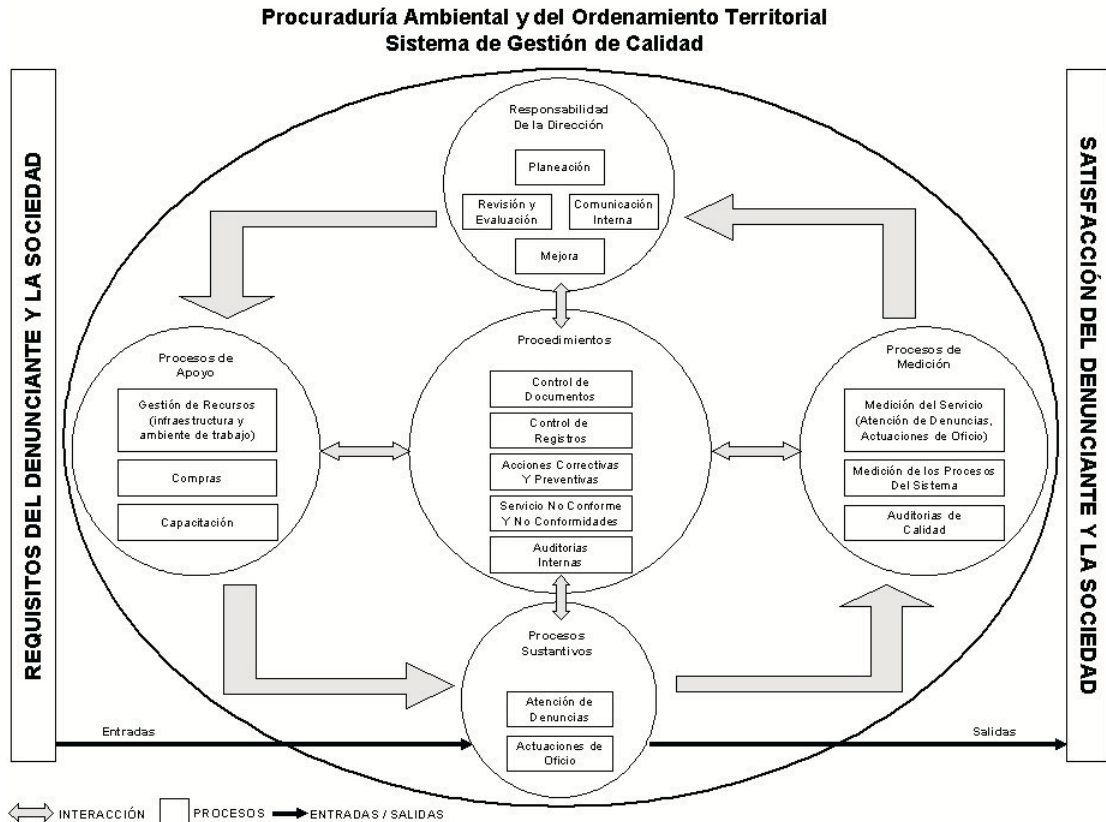 Procuraduría Ambiental y del Ordenamiento Territorial
Sistema de Gestión de Calidad
REQUISITOS DEL DENUNCIANTE Y LA SOCIEDAD
Responsabilidad
De la Dirección
Planeación
Revisión y
Evaluación
Comunicación
Interna
Mejora
Procesos de
Apoyo
Gestión de Recursos
(infraestructura y
ambiente de trabajo)
Compras
Capacitación
Procedimientos
Control de
Documentos
Control de
Registros
Acciones Correctivas
Y Preventivas
Servicio No Conforme
Y No Conformidades
Auditorias
Internas
Procesos de
Medición
Medición del Servicio
(Atención de Denuncias,
Actuaciones de Oficio)
Medición de los Procesos
Del Sistema
Auditorias de
Calidad
Procesos
Sustantivos
Atención de
Denuncias
Actuaciones de
Oficio
Entradas
Salidas
SATISFACCIÓN DEL DENUNCIANTE Y LA SOCIEDAD
INTERACCIÓN
PROCESOS
ENTRADAS / SALIDAS